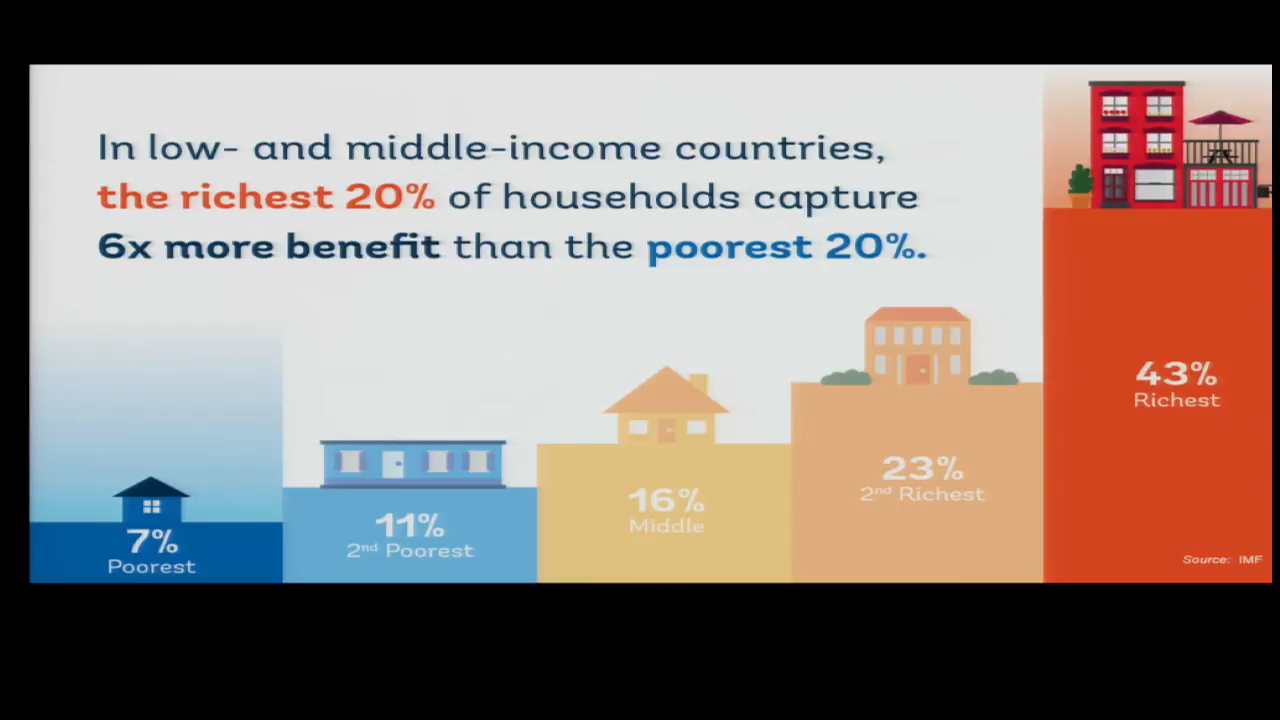 In low- and middle-income countries,
the richest 20% of households capture
6x more benefit than the poorest 20%.
7%
Poorest
11%
2nd Poorest
16%
Middle
23%
2nd Richest
43%
Richest
Source: IMF